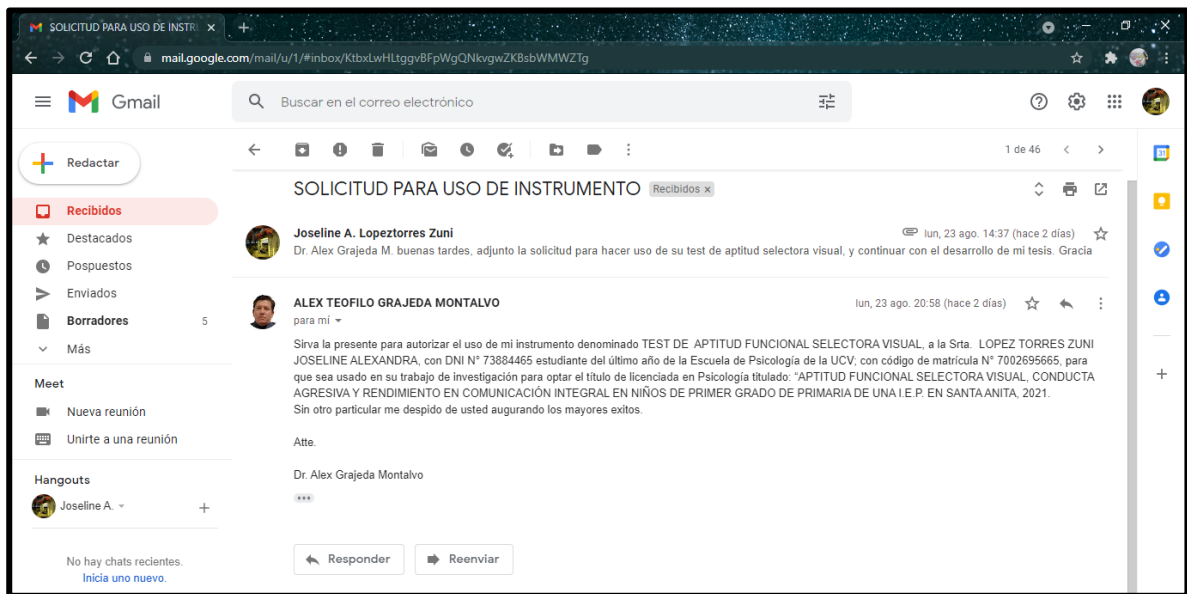 SOLICITUD PARA USO DE INSTR
mail.google.com/mail/u/1/#inbox/KtbxLwHLtggvBFpWgQNkvgwZKBsbWMWZTg
Gmail
Buscar en el correo electrónico
Redactar
1 de 46
31
SOLICITUD PARA USO DE INSTRUMENTO Recibidos x
Recibidos
Destacados
Pospuestos
Enviados
Borradores 5
Más
Meet
Nueva reunión
Unirte a una reunión
Hangouts
Joseline A.
No hay chats recientes.
Inicia uno nuevo.
Joseline A. Lopeztorres Zuni lun, 23 ago. 14:37 (hace 2 días)
Dr. Alex Grajeda M. buenas tardes, adjunto la solicitud para hacer uso de su test de aptitud selectora visual, y continuar con el desarrollo de mi tesis. Gracia
ALEX TEOFILO GRAJEDA MONTALVO lun, 23 ago. 20:58 (hace 2 días)
para mí
Sirva la presente para autorizar el uso de mi instrumento denominado TEST DE APTITUD FUNCIONAL SELECTORA VISUAL, a la Srta. LOPEZ TORRES ZUNI
JOSELINE ALEXANDRA, con DNI N° 73884465 estudiante del último año de la Escuela de Psicología de la UCV; con código de matrícula N° 7002695665, para
que sea usado en su trabajo de investigación para optar el título de licenciada en Psicología titulado: “APTITUD FUNCIONAL SELECTORA VISUAL, CONDUCTA
AGRESIVA Y RENDIMIENTO EN COMUNICACIÓN INTEGRAL EN NIÑOS DE PRIMER GRADO DE PRIMARIA DE UNA I.E.P. EN SANTA ANITA, 2021.
Sin otro particular me despido de usted augurando los mayores exitos.
Atte.
Dr. Alex Grajeda Montalvo
Responder
Reenviar